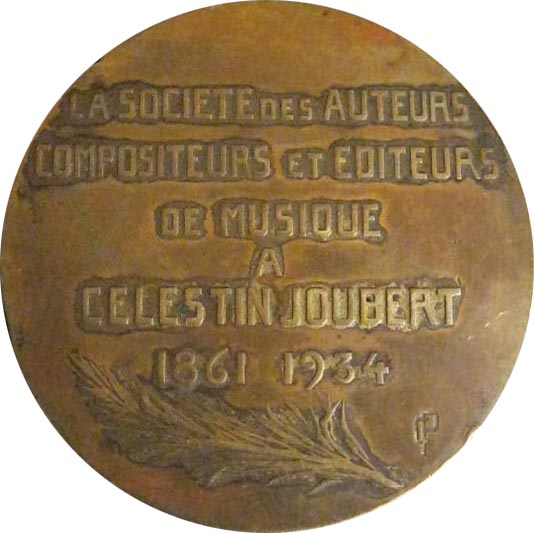 LA SOCIETE DES AUTEURS
COMPOSITEURS ET EDITEURS
DE MUSIQUE
A
CELESTIN JOUBERT
1861 1934